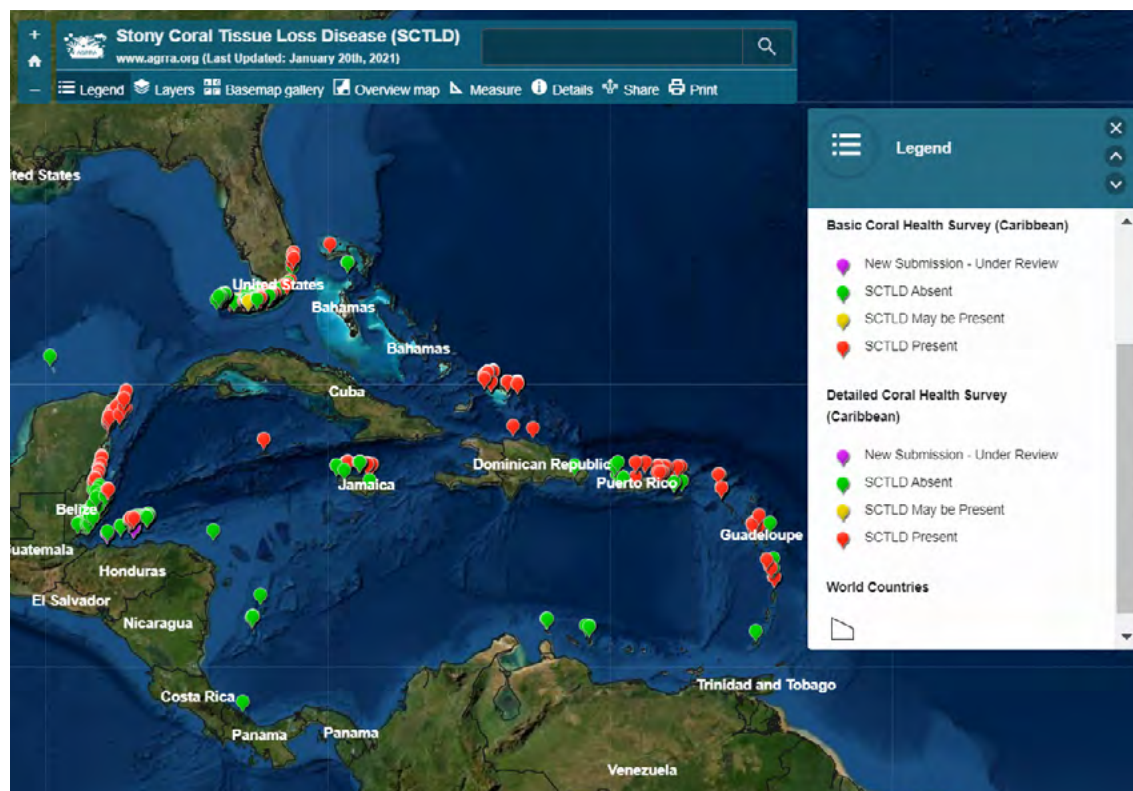 +
Stony Coral Tissue Loss Disease (SCTLD)
AGRRA
www.agrra.org (Last Updated: January 20th, 2021)
–
Legend Layers Basemap gallery Overview map Measure Details Share Print
Legend
ited States
Basic Coral Health Survey (Caribbean)
New Submission - Under Review
SCTLD Absent
SCTLD May be Present
SCTLD Present
Detailed Coral Health Survey
(Caribbean)
New Submission - Under Review
SCTLD Absent
SCTLD May be Present
SCTLD Present
World Countries
United States
Bahamas
Bahamas
Cuba
Dominican Republic
Jamaica
Puerto Rico
Belize
Guadeloupe
uatemala
Honduras
El Salvador
Nicaragua
Trinidad and Tobago
Costa Rica
Panama
Panama
Venezuela